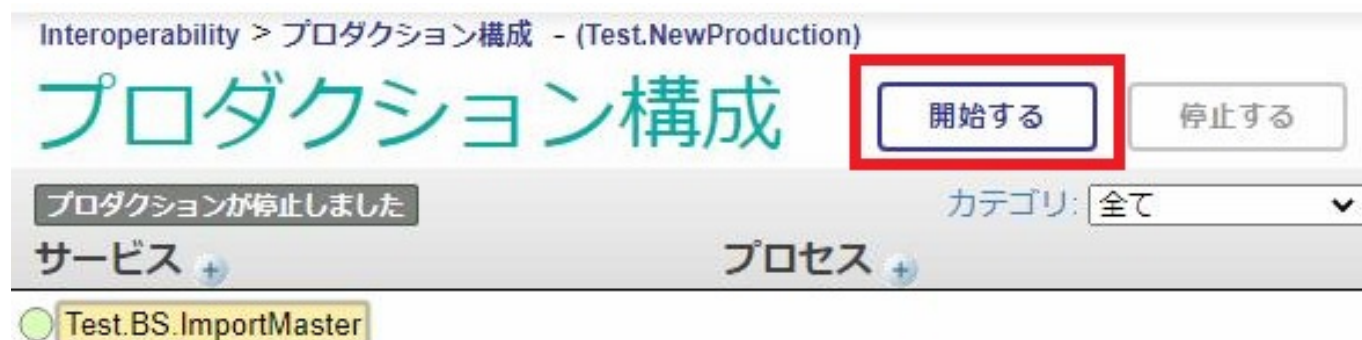 Interoperability > プロダクション構成 - (Test.NewProduction)
プロダクション構成 開始する 停止する
プロダクションが停止しました カテゴリ: 全て
サービス プロセス
Test.BS.ImportMaster